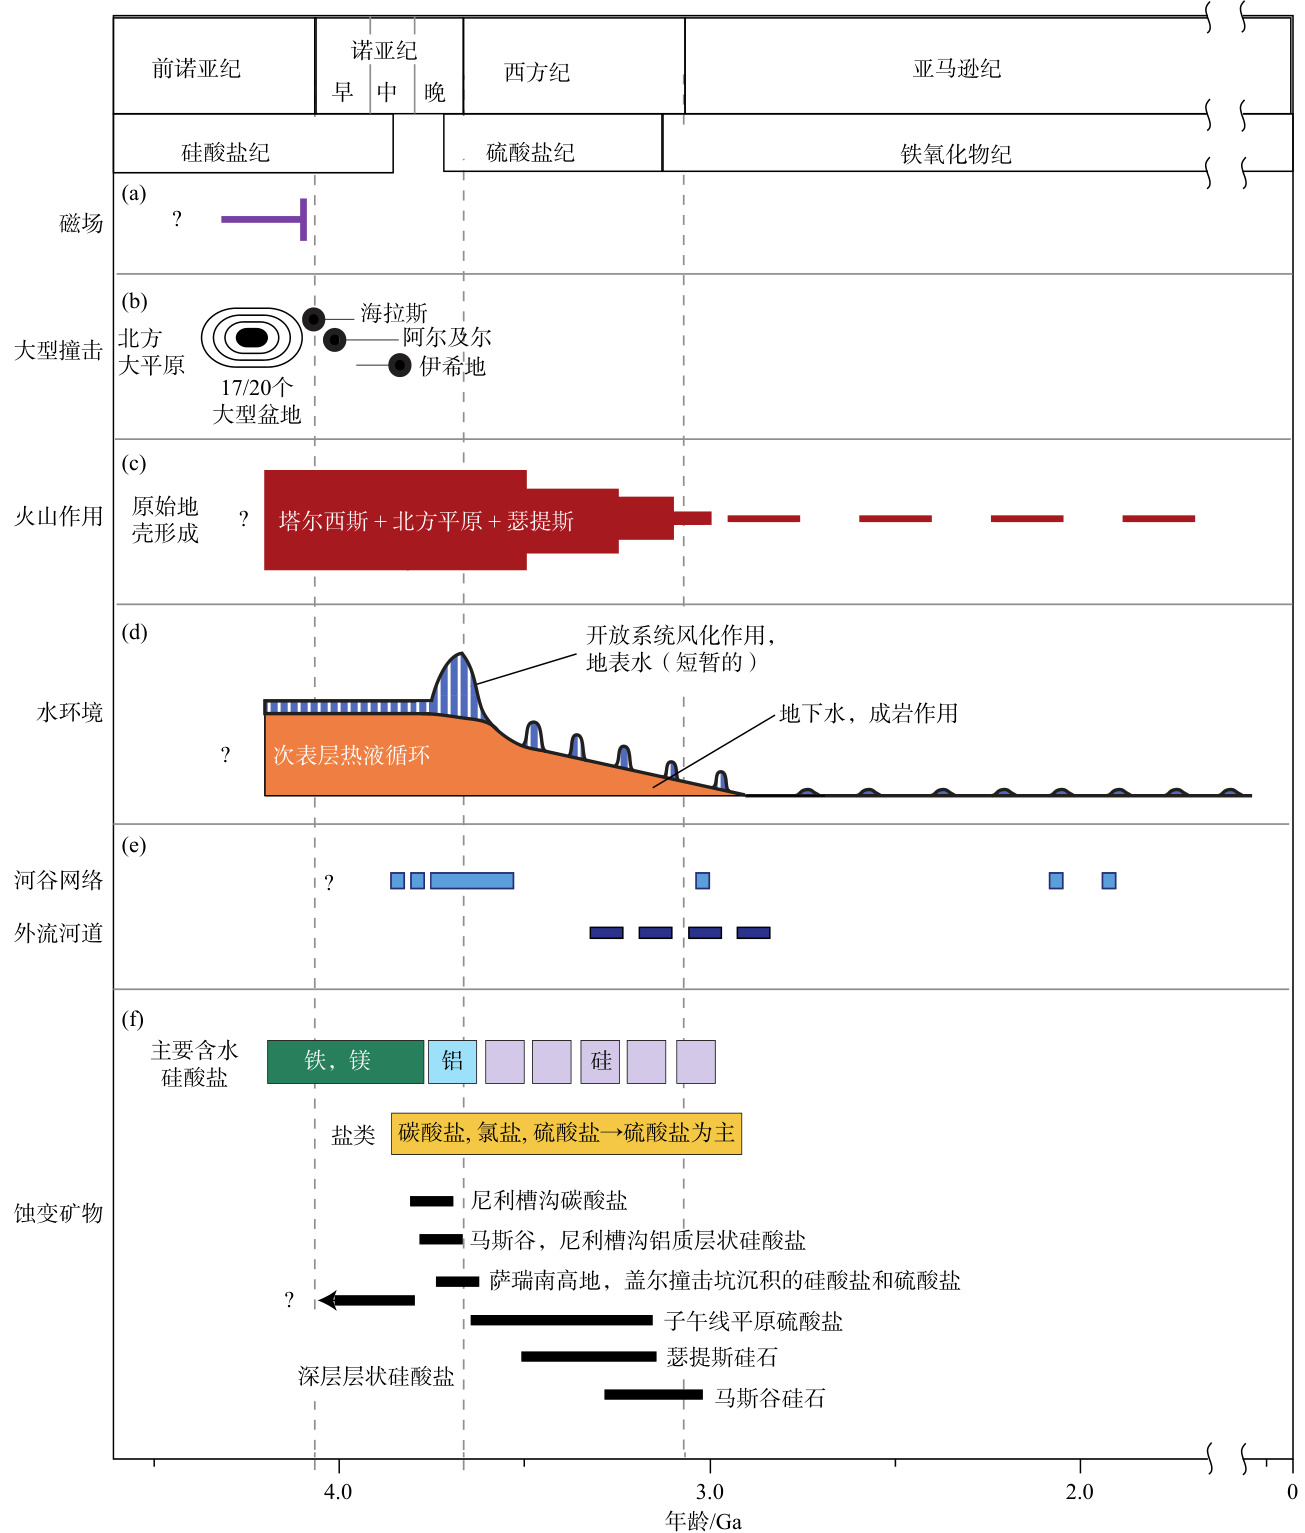 前诺亚纪
诺亚纪
早
中
晚
西方纪
亚马逊纪
硅酸盐纪
硫酸盐纪
铁氧化物纪
(a)
磁场
?
(b)
大型撞击
北方
大平原
17/20个
大型盆地
海拉斯
阿尔及尔
伊希地
(c)
火山作用
原始地
壳形成
?
塔尔西斯 + 北方平原 + 瑟提斯
(d)
水环境
?
开放系统风化作用，
地表水（短暂的）
地下水，成岩作用
次表层热液循环
(e)
河谷网络
?
外流河道
(f)
主要含水
硅酸盐
铁，镁
铝
硅
盐类
碳酸盐, 氯盐, 硫酸盐→硫酸盐为主
蚀变矿物
尼利槽沟碳酸盐
马斯谷，尼利槽沟铝质层状硅酸盐
萨瑞南高地，盖尔撞击坑沉积的硅酸盐和硫酸盐
?
子午线平原硫酸盐
瑟提斯硅石
深层层状硅酸盐
马斯谷硅石
4.0
3.0
2.0
0
年龄/Ga